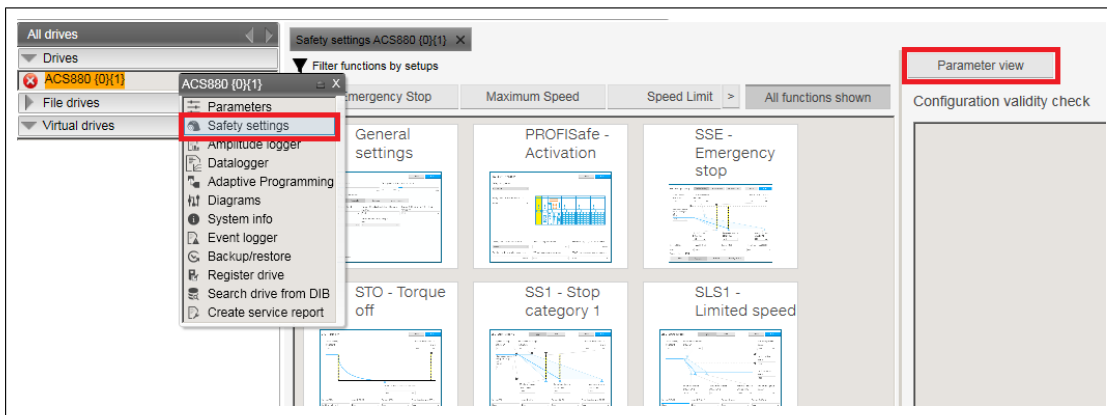 All drives
Drives
ACS880 {0}{1}
File drives
Virtual drives
ACS880 {0}{1} X
Parameters
Safety settings
Amplitude logger
Datalogger
Adaptive Programming
Diagrams
System info
Event logger
Backup/restore
Register drive
Search drive from DIB
Create service report
Safety settings ACS880 {0}{1} ×
Filter functions by setups
mergency Stop
Maximum Speed
Speed Limit >
All functions shown
General
settings
PROFISafe -
Activation
SSE -
Emergency
stop
STO - Torque
off
SS1 - Stop
category 1
SLS1 -
Limited speed
Parameter view
Configuration validity check